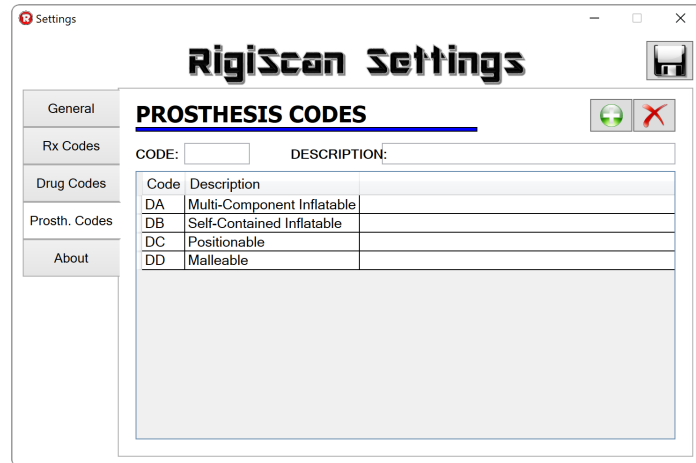 Settings
RigiScan Settings
General
Rx Codes
Drug Codes
Prosth. Codes
About
PROSTHESIS CODES
CODE: DESCRIPTION:
Code Description
DA Multi-Component Inflatable
DB Self-Contained Inflatable
DC Positionable
DD Malleable